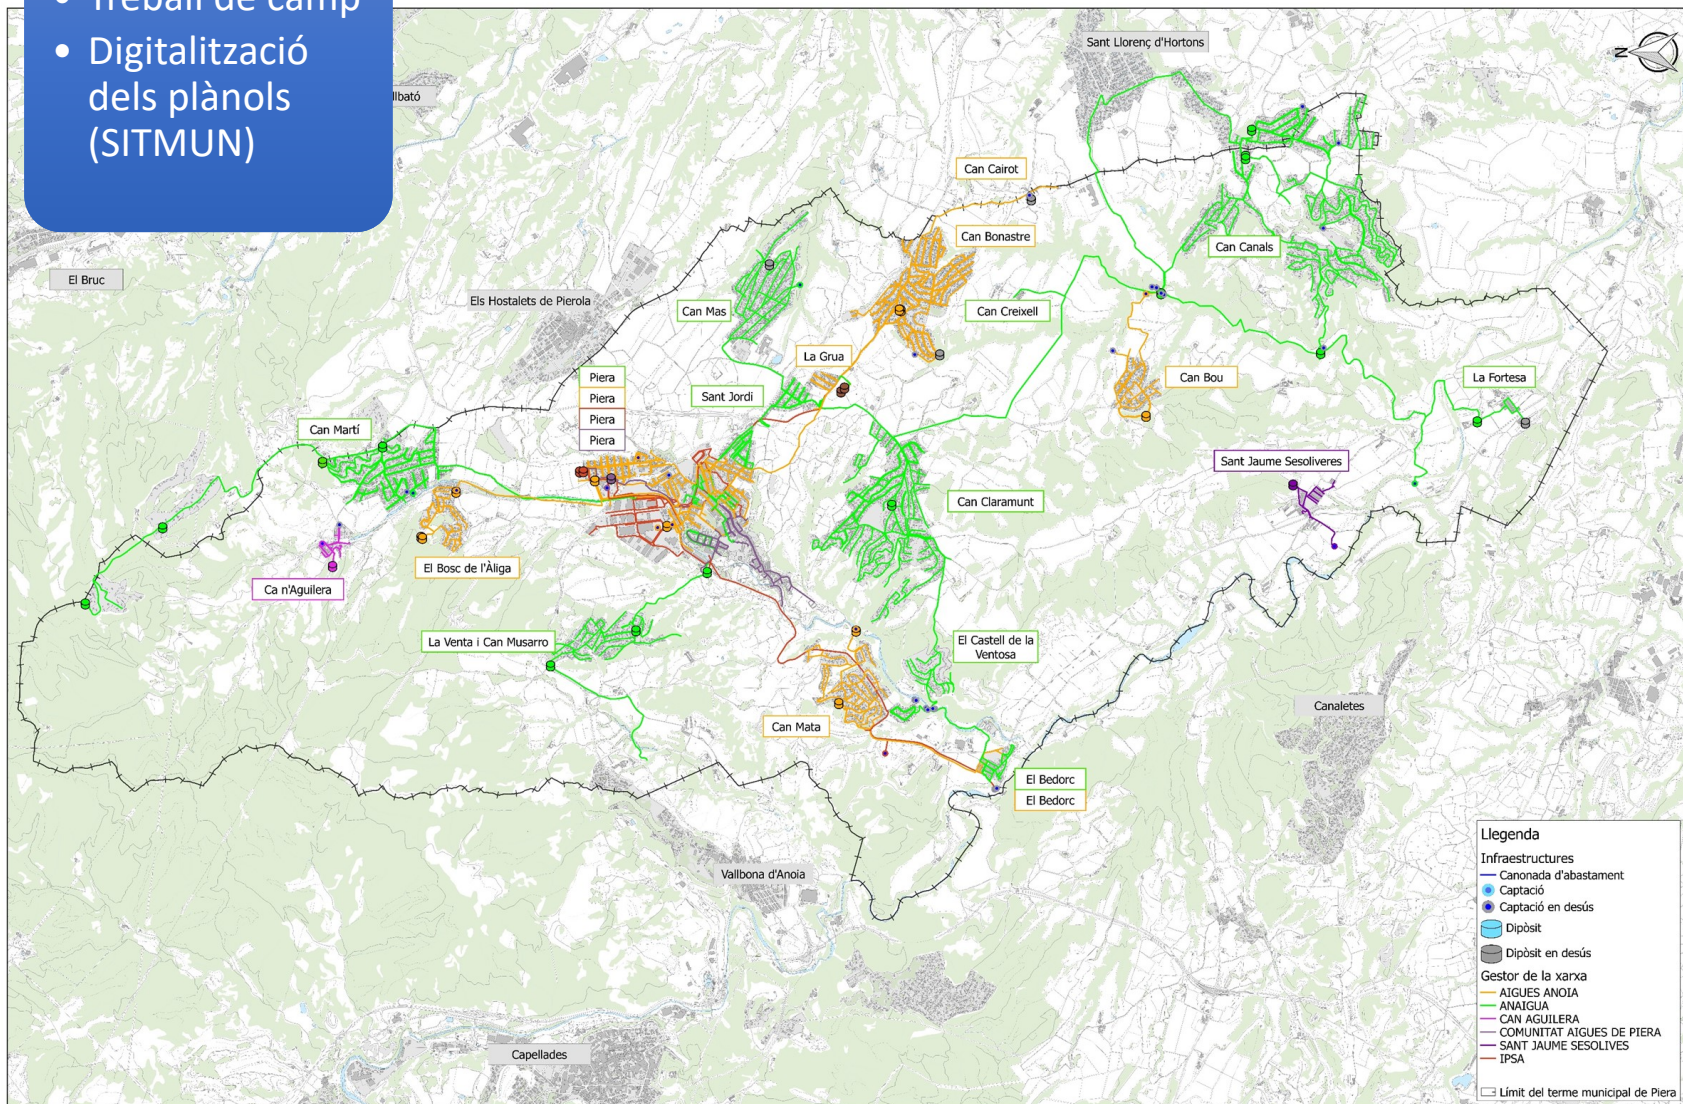 • Treball de camp
• Digitalització
dels plànols
(SITMUN)
Sant Llorenç d'Hortons
N
Can Cairot
Can Bonastre
Can Canals
El Bruc
Els Hostalets de Pierola
Can Mas
Can Creixell
La Grua
Piera
Piera
Piera
Piera
Sant Jordi
Can Bou
La Fortesa
Can Martí
Sant Jaume Sesoliveres
Can Claramunt
El Bosc de l'Àliga
Ca n'Aguilera
La Venta i Can Musarro
El Castell de la
Ventosa
Can Mata
Canaletes
El Bedorc
El Bedorc
Vallbona d'Anoia
Capellades
Llegenda
Infraestructures
Canonada d'abastament
Captació
Captació en desús
Dipòsit
Dipòsit en desús
Gestor de la xarxa
AIGUES ANOIA
ANAIGUA
CAN AGUILERA
COMUNITAT AIGUES DE PIERA
SANT JAUME SESOLIVES
IPSA
Límit del terme municipal de Piera